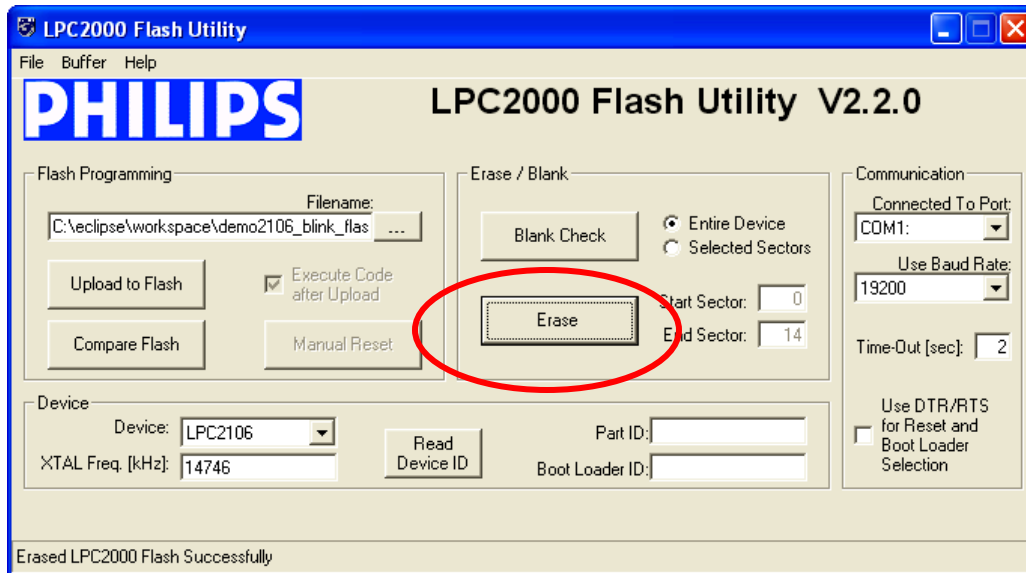 LPC2000 Flash Utility
File Buffer Help
PHILIPS
LPC2000 Flash Utility V2.2.0
Flash Programming
Filename:
C:\eclipse\workspace\demo2106_blink_flas
...
Upload to Flash
Execute Code
after Upload
Compare Flash
Manual Reset
Erase / Blank
Blank Check
Entire Device
Selected Sectors
Erase
Start Sector: 0
End Sector: 14
Communication
Connected To Port:
COM1:
Use Baud Rate:
19200
Time-Out [sec]: 2
Use DTR/RTS
for Reset and
Boot Loader
Selection
Device
Device: LPC2106
XTAL Freq. [kHz]: 14746
Read
Device ID
Part ID:
Boot Loader ID:
Erased LPC2000 Flash Successfully